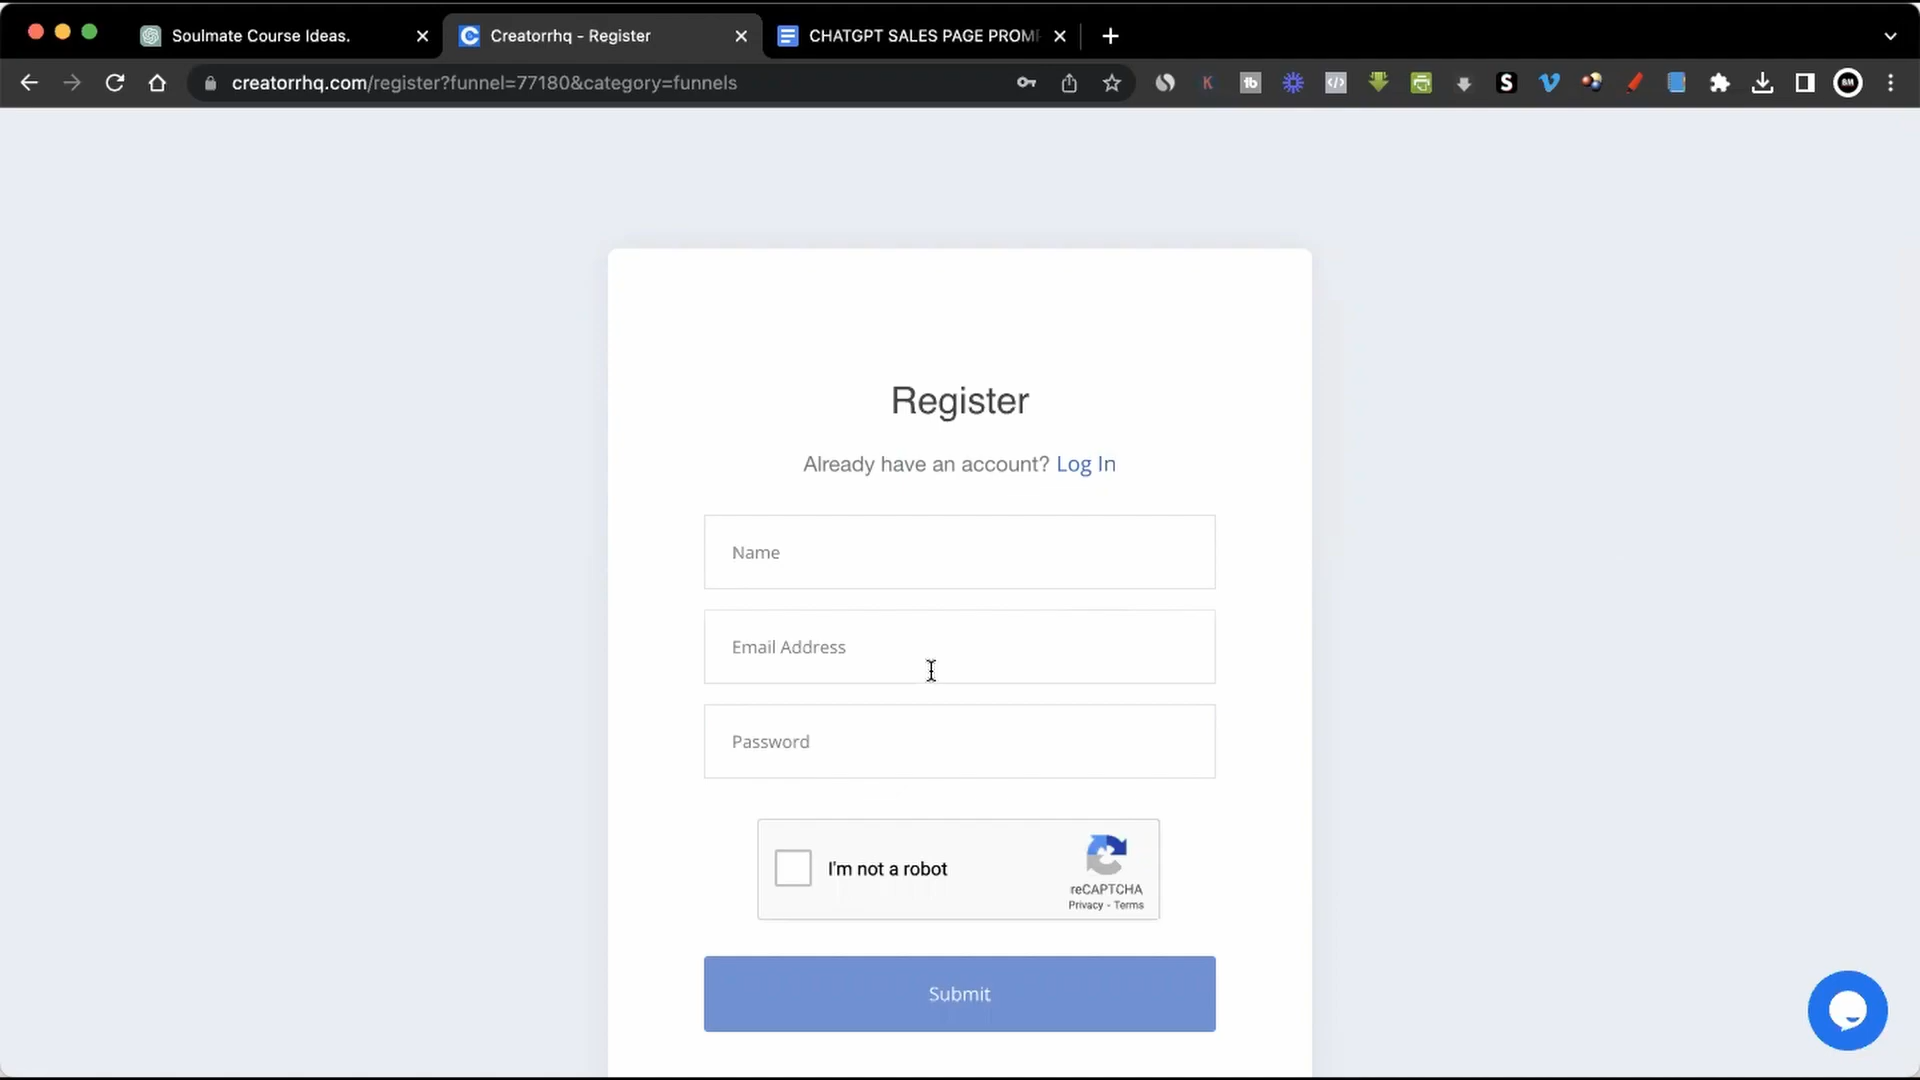 Soulmate Course Ideas.
Creatorrhq - Register
CHATGPT SALES PAGE PROM
creatorrhq.com/register?funnel=77180&category=funnels
Register
Already have an account? Log In
Name
Email Address
Password
I'm not a robot
reCAPTCHA
Privacy - Terms
Submit